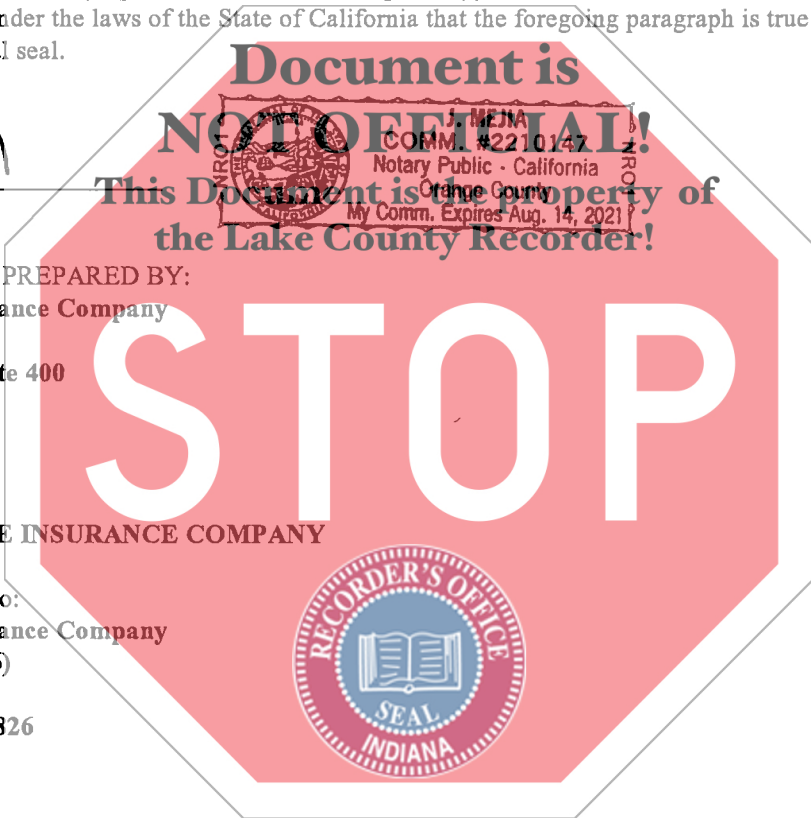 nder the laws of the State of California that the foregoing paragraph is true
l seal.
Document is
NOT OFFICIAL!
J. MEJIA
COMM. #2210147
Notary Public - California
Orange County
My Comm. Expires Aug. 14, 2021
This Document is the property of
the Lake County Recorder!
PREPARED BY:
ance Company
te 400
STOP
E INSURANCE COMPANY
o:
ance Company
)
826
RECORDER'S OFFICE
SEAL
INDIANA